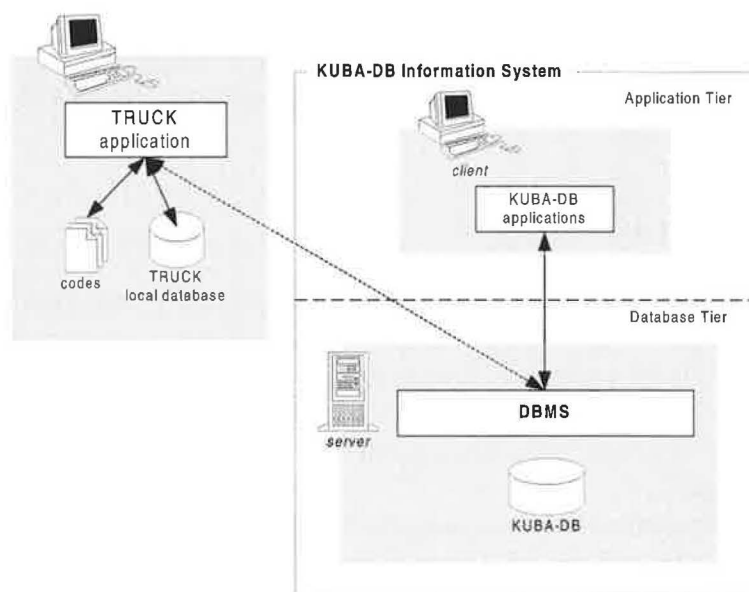 TRUCK
application
codes
TRUCK
local database
KUBA-DB Information System
Application Tier
client
KUBA-DB
applications
Database Tier
server
DBMS
KUBA-DB